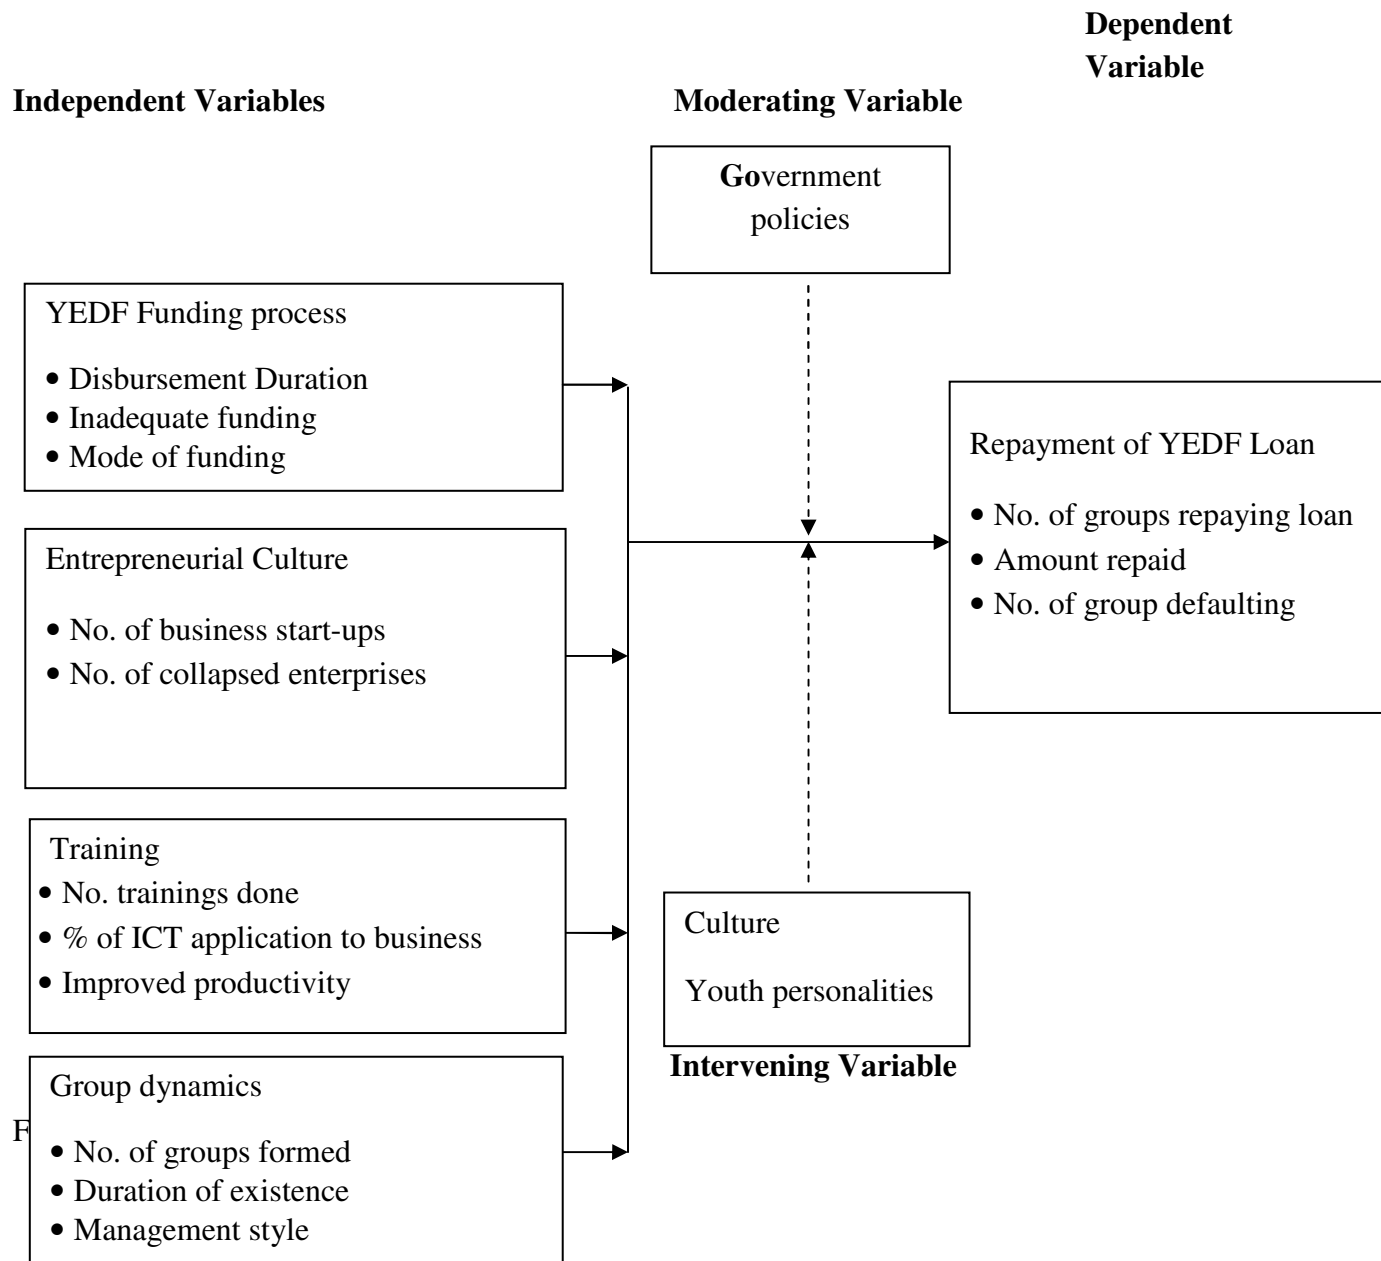 Dependent
Variable
Independent Variables
Moderating Variable
Government
policies
YEDF Funding process
• Disbursement Duration
• Inadequate funding
• Mode of funding
Entrepreneurial Culture
• No. of business start-ups
• No. of collapsed enterprises
Training
• No. trainings done
• % of ICT application to business
• Improved productivity
Group dynamics
• No. of groups formed
• Duration of existence
• Management style
F
Culture
Youth personalities
Intervening Variable
Repayment of YEDF Loan
• No. of groups repaying loan
• Amount repaid
• No. of group defaulting